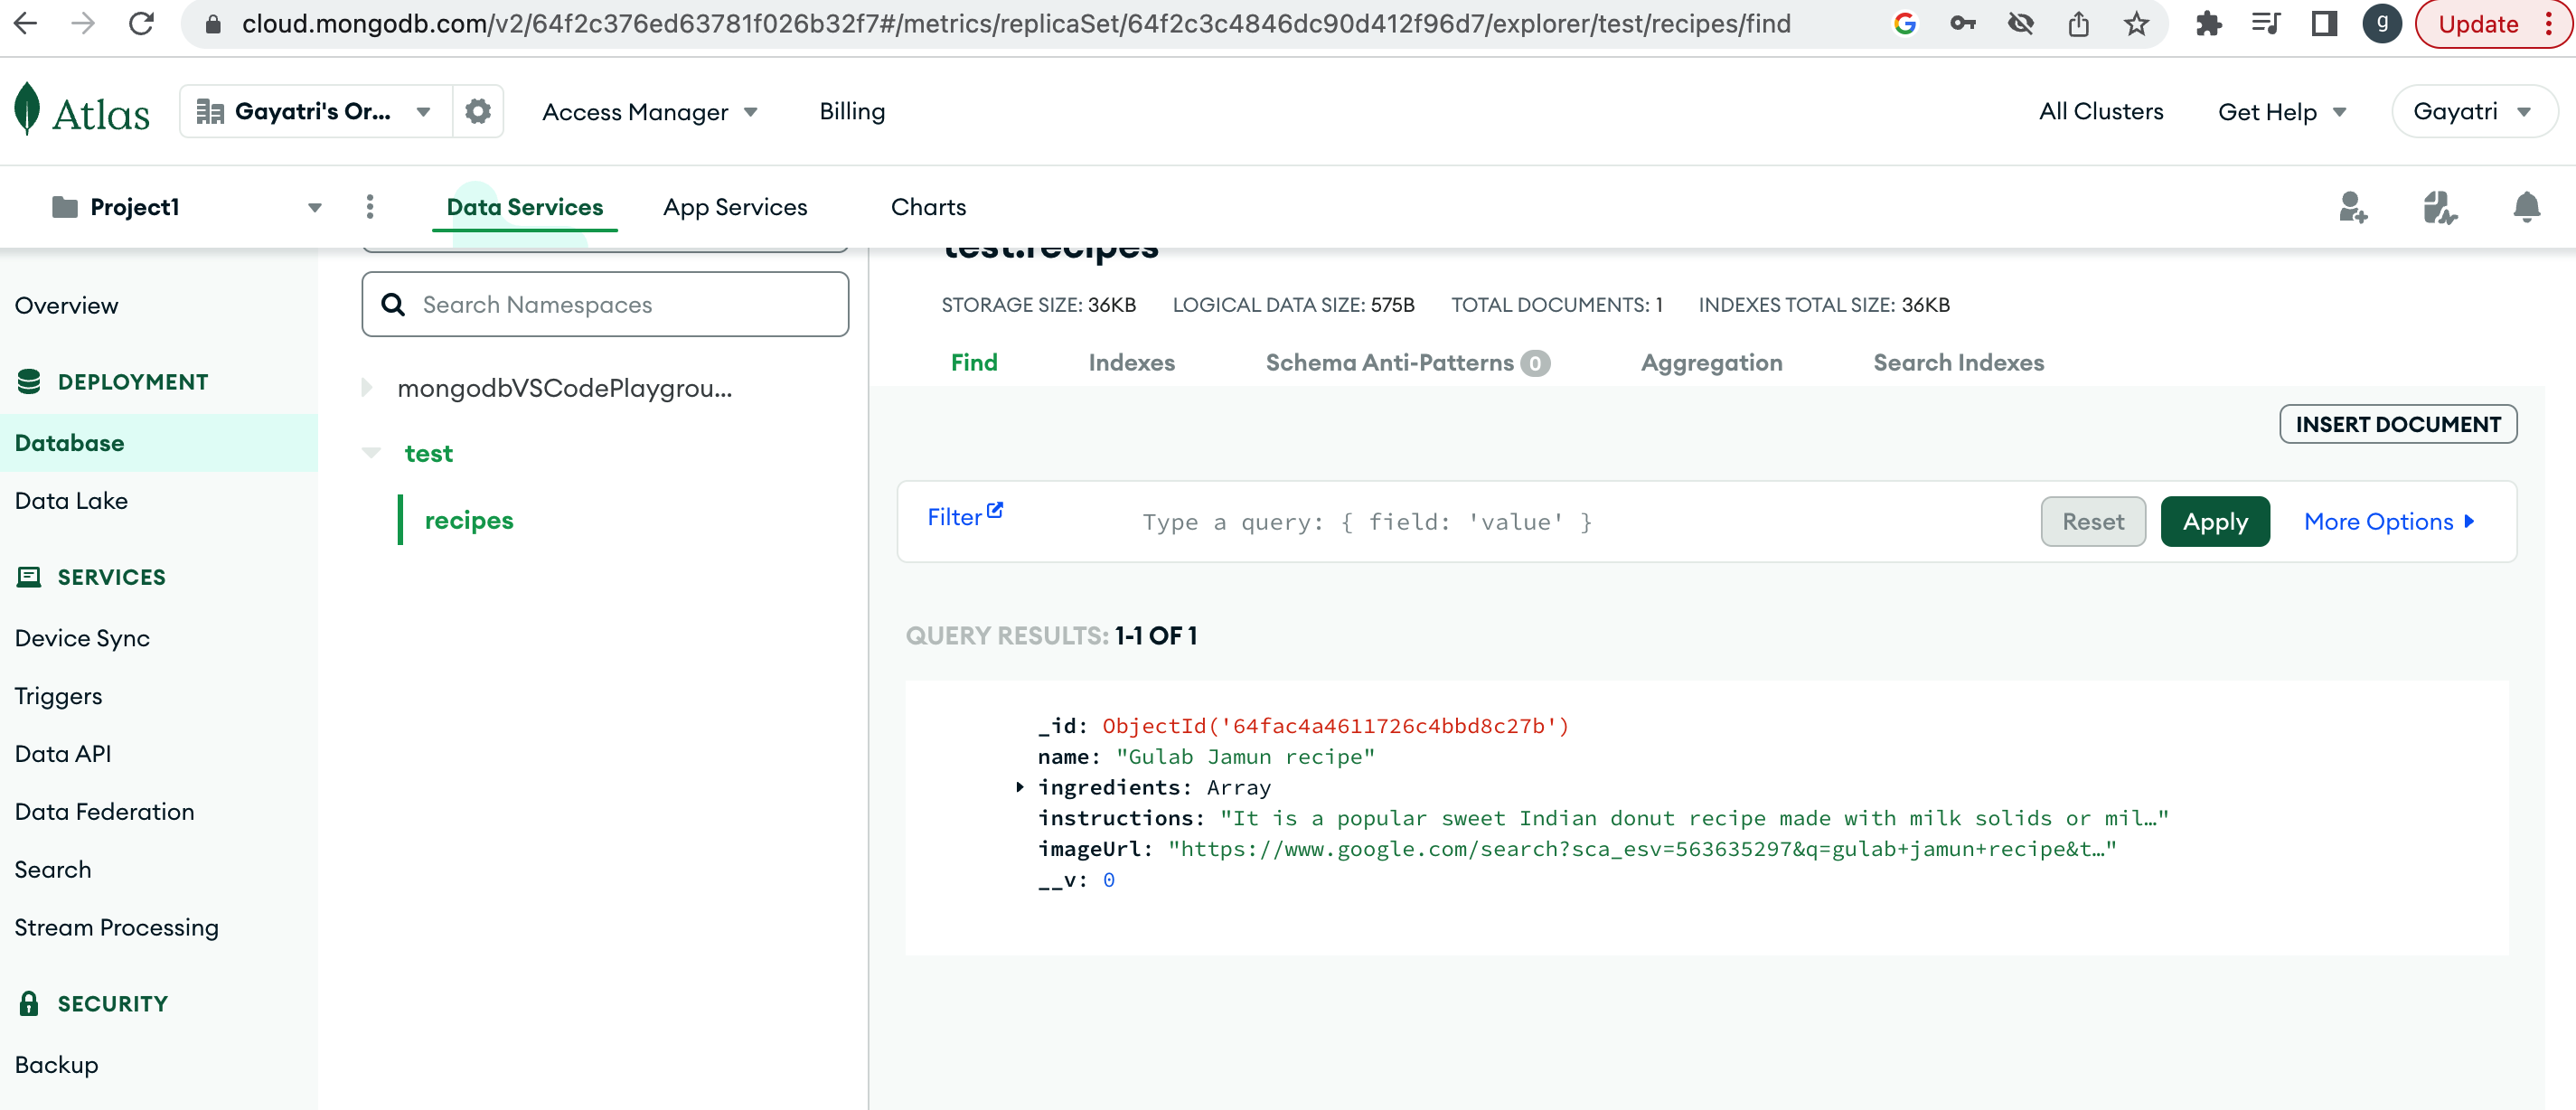 cloud.mongodb.com/v2/64f2c376ed63781f026b32f7#/metrics/replicaSet/64f2c3c4846dc90d412f96d7/explorer/test/recipes/find
g
Update
Atlas
Gayatri's Or...
Access Manager
Billing
All Clusters
Get Help
Gayatri
Project1
Data Services
App Services
Charts
Overview
DEPLOYMENT
Database
Data Lake
SERVICES
Device Sync
Triggers
Data API
Data Federation
Search
Stream Processing
SECURITY
Backup
Search Namespaces
mongodbVSCodePlaygrou...
test
recipes
test.recipes
STORAGE SIZE: 36KB LOGICAL DATA SIZE: 575B TOTAL DOCUMENTS: 1 INDEXES TOTAL SIZE: 36KB
Find Indexes Schema Anti-Patterns 0 Aggregation Search Indexes
INSERT DOCUMENT
Filter Type a query: { field: 'value' } Reset Apply More Options
QUERY RESULTS: 1-1 OF 1
_id: ObjectId('64fac4a4611726c4bbd8c27b')
name: "Gulab Jamun recipe"
ingredients: Array
instructions: "It is a popular sweet Indian donut recipe made with milk solids or mil…"
imageUrl: "https://www.google.com/search?sca_esv=563635297&q=gulab+jamun+recipe&t…"
__v: 0